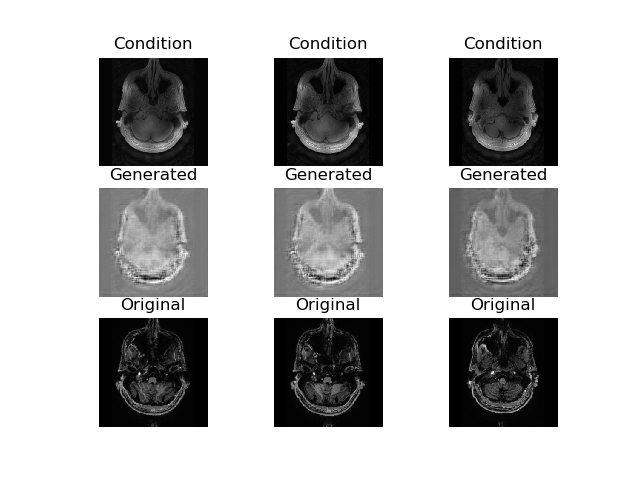 Condition Condition Condition
Generated Generated Generated
Original Original Original